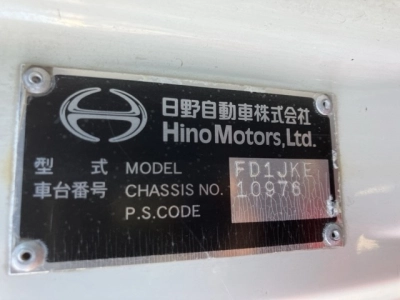 日野自動車株式会社
Hino Motors, Ltd.
型 式 MODEL FD1JKE
車台番号 CHASSIS NO. 10976
P.S.CODE